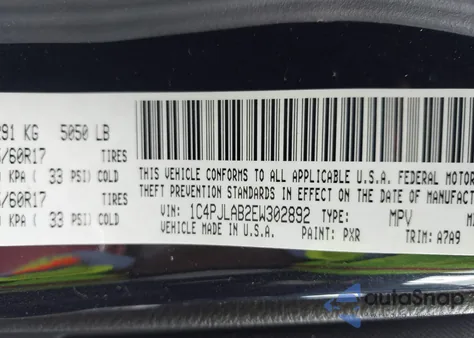 291 KG 5050 LB
/60R17 TIRES
KPA ( 33 PSI) COLD
/60R17 TIRES
KPA ( 33 PSI) COLD
THIS VEHICLE CONFORMS TO ALL APPLICABLE U.S.A. FEDERAL MOTOR
THEFT PREVENTION STANDARDS IN EFFECT ON THE DATE OF MANUFACT
VIN: 1C4PJLAB2EW302892 TYPE: MPV
VEHICLE MADE IN U.S.A. PAINT: PXR TRIM: A7A9
autoSnap